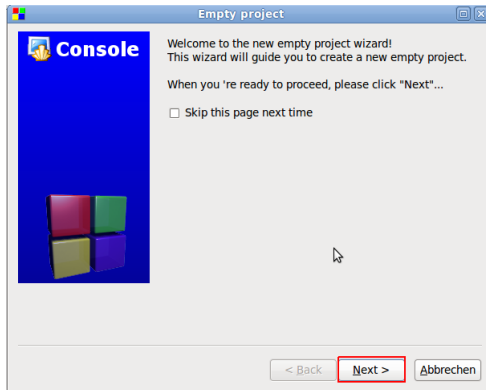 Empty project
Console
Welcome to the new empty project wizard!
This wizard will guide you to create a new empty project.
When you 're ready to proceed, please click "Next"...
Skip this page next time
< Back
Next >
Abbrechen